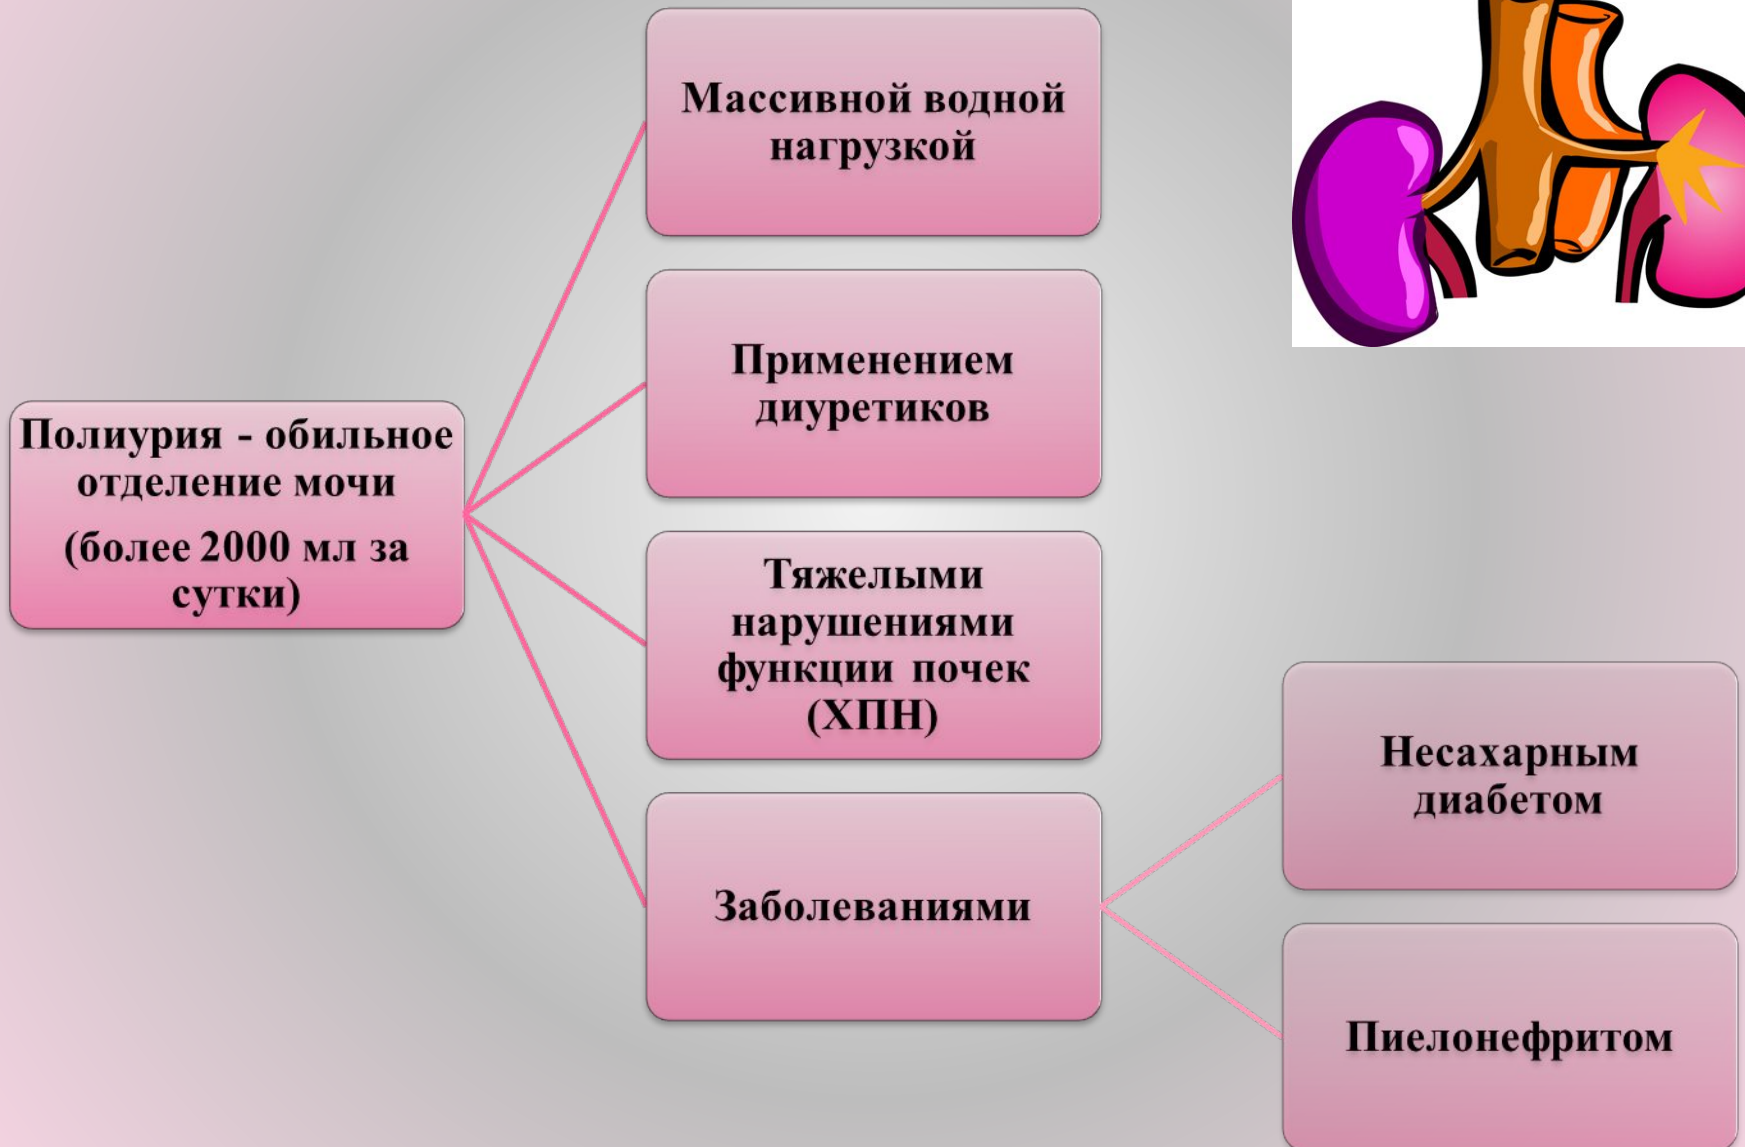 Массивной водной
нагрузкой
Применением
диуретиков
Полиурия - обильное
отделение мочи
(более 2000 мл за
сутки)
Тяжелыми
нарушениями
функции почек
(ХПН)
Заболеваниями
Несахарным
диабетом
Пиелонефритом